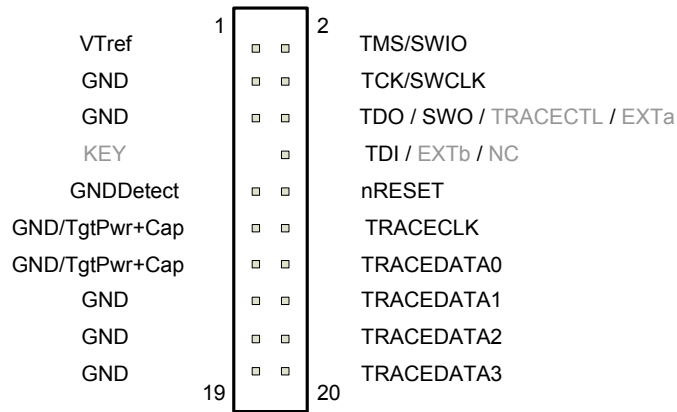 1 2
VTref TMS/SWIO
GND TCK/SWCLK
GND TDO / SWO / TRACECTL / EXTa
KEY TDI / EXTb / NC
GNDDetect nRESET
GND/TgtPwr+Cap TRACECLK
GND/TgtPwr+Cap TRACEDATA0
GND TRACEDATA1
GND TRACEDATA2
GND TRACEDATA3
19 20